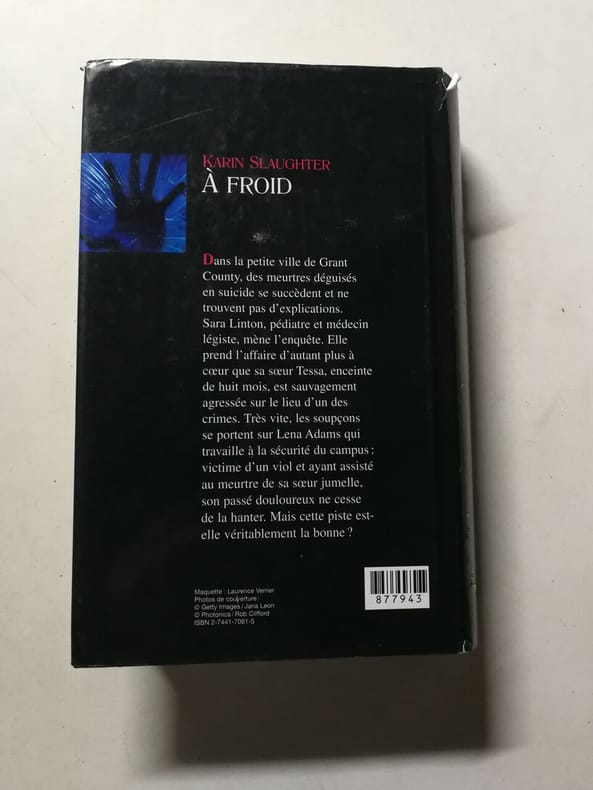 KARIN SLAUGHTER
À FROID
Dans la petite ville de Grant
County, des meurtres déguisés
en suicide se succèdent et ne
trouvent pas d'explications.
Sara Linton, pédiatre et médecin
légiste, mène l'enquête. Elle
prend l'affaire d'autant plus à
cœur que sa sœur Tessa, enceinte
de huit mois, est sauvagement
agressée sur le lieu d'un des
crimes. Très vite, les soupçons
se portent sur Lena Adams qui
travaille à la sécurité du campus :
victime d'un viol et ayant assisté
au meurtre de sa sœur jumelle,
son passé douloureux ne cesse
de la hanter. Mais cette piste est-
elle véritablement la bonne ?
Maquette : Laurence Verrier
Photos de couverture :
© Getty Images / Jana Leon
© Photonica / Rob Clifford
ISBN 2-7441-7061-5
877943